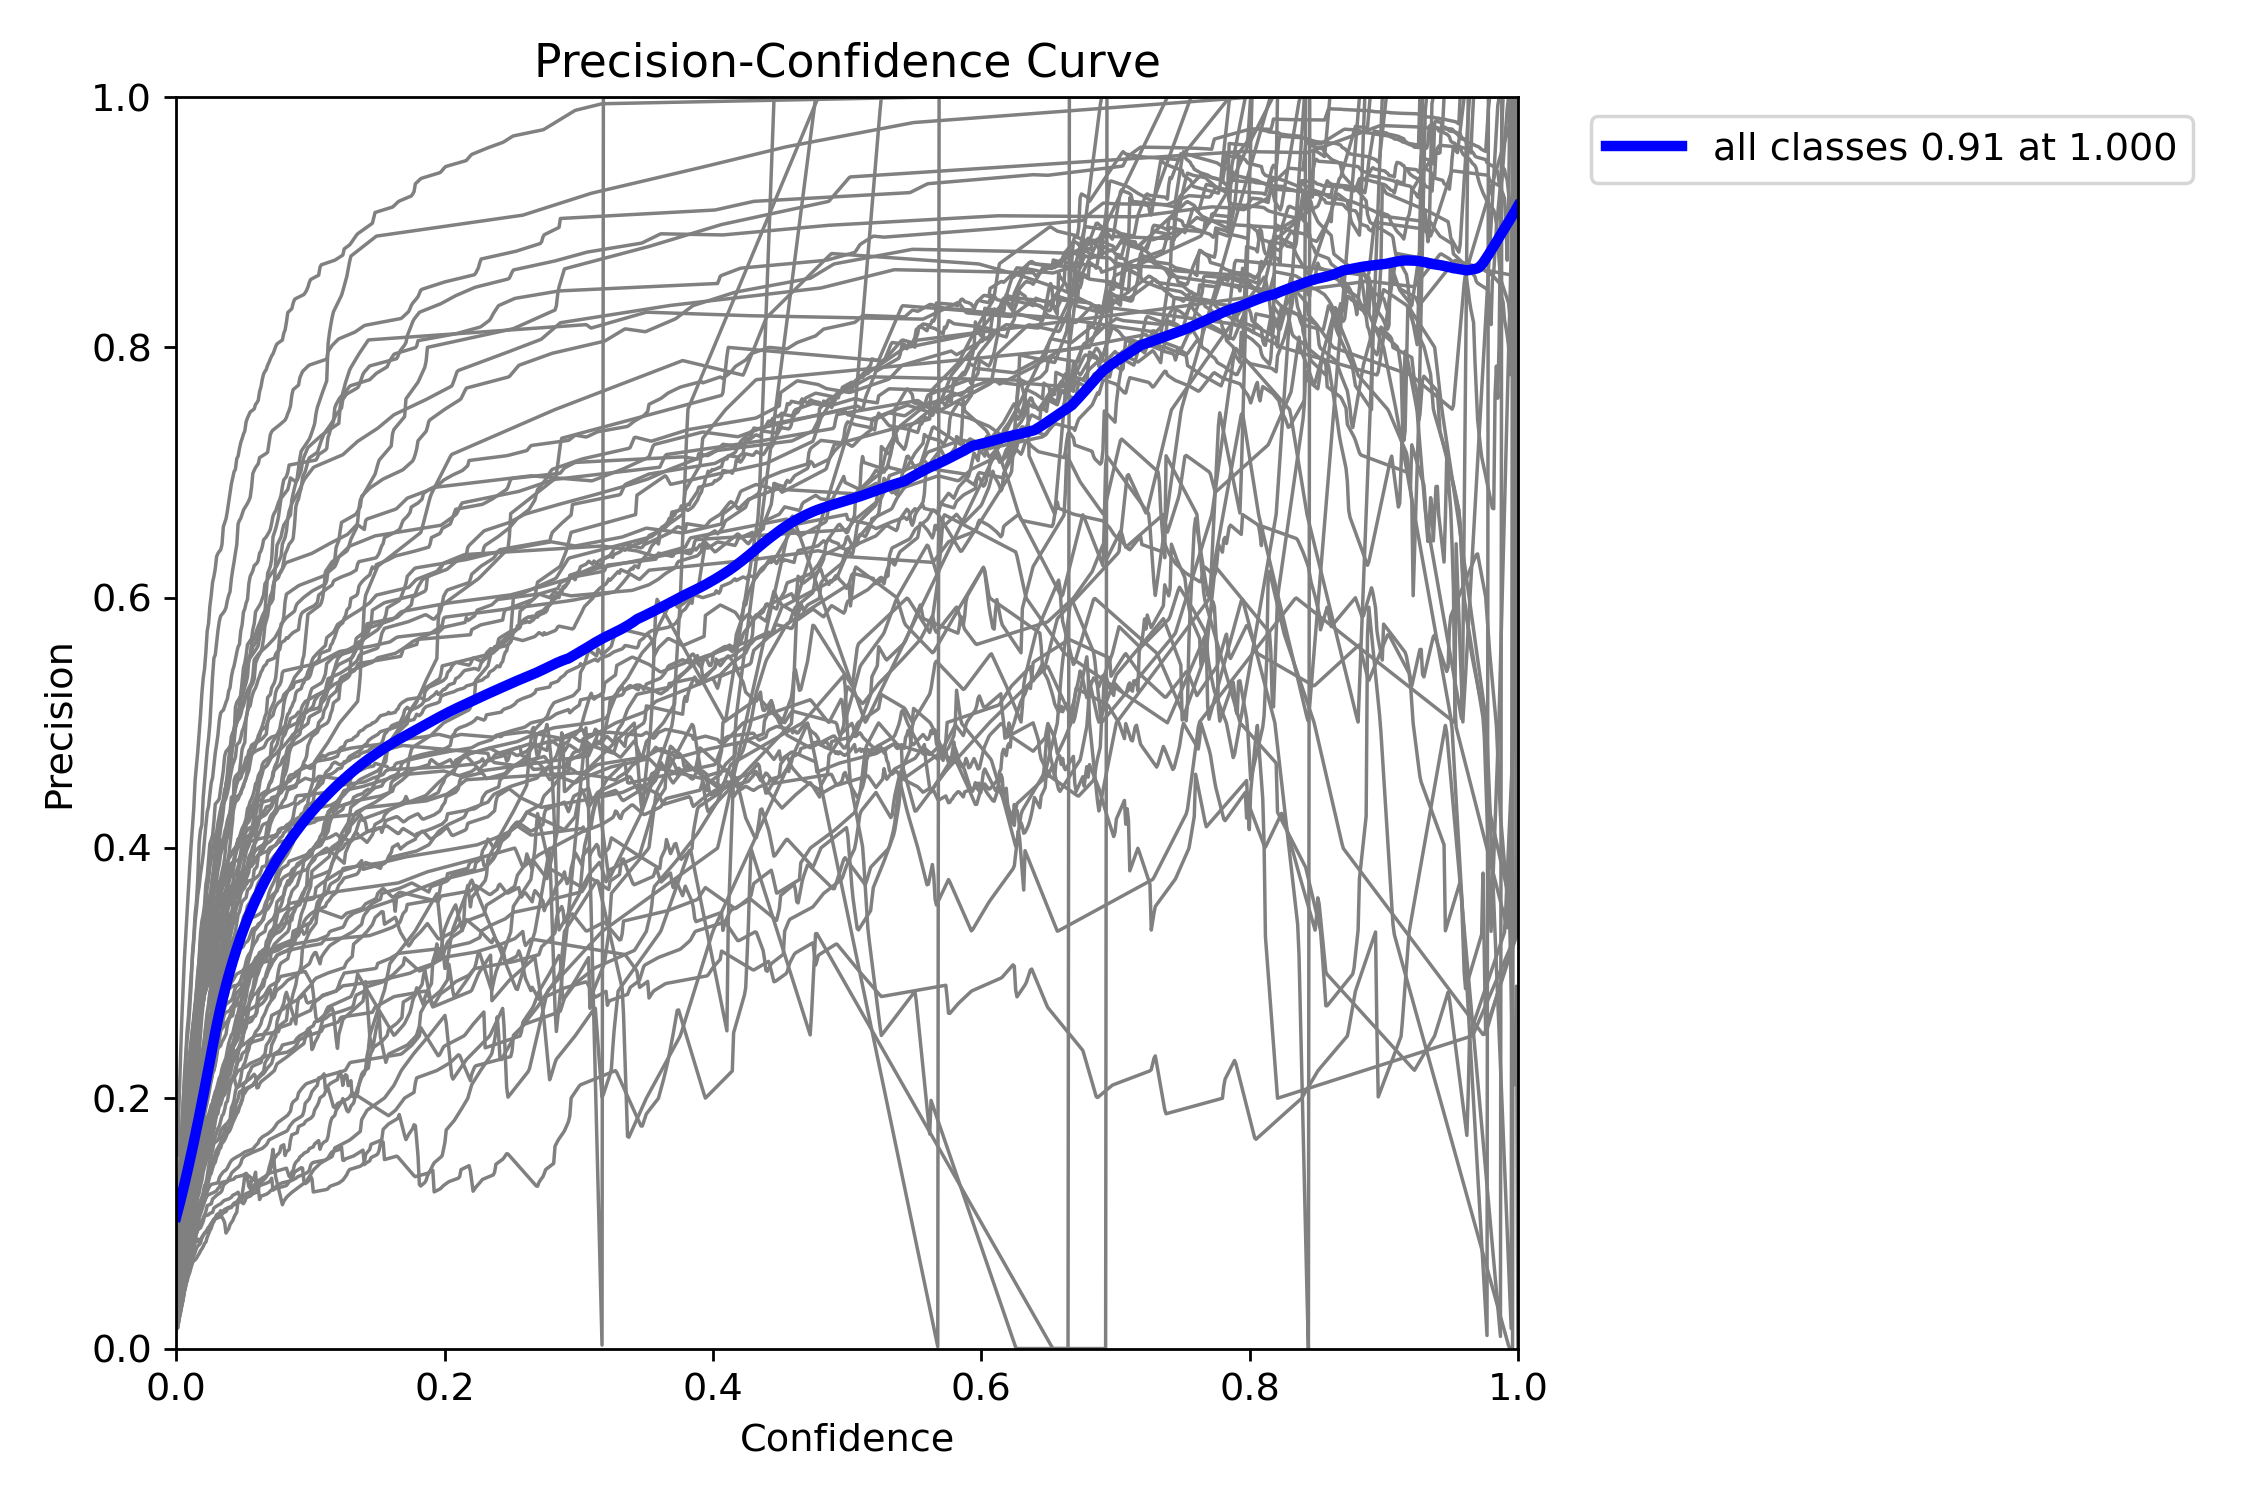 Precision-Confidence Curve
1.0
0.8
0.6
0.4
0.2
0.0
Precision
0.0 0.2 0.4 0.6 0.8 1.0
Confidence
all classes 0.91 at 1.000